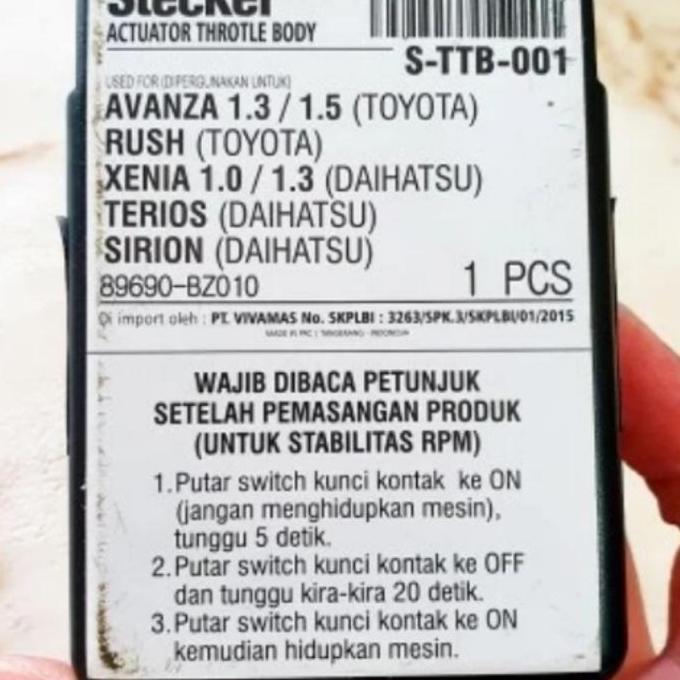 Stecker
ACTUATOR THROTLE BODY
S-TTB-001
USED FOR (DIPERGUNAKAN UNTUK)
AVANZA 1.3 / 1.5 (TOYOTA)
RUSH (TOYOTA)
XENIA 1.0 / 1.3 (DAIHATSU)
TERIOS (DAIHATSU)
SIRION (DAIHATSU)
89690-BZ010 1 PCS
Di import oleh : PT. VIVAMAS No. SKPLBI : 3263/SPK.3/SKPLBI/01/2015
MADE IN PRC | TANGERANG - INDONESIA
WAJIB DIBACA PETUNJUK
SETELAH PEMASANGAN PRODUK
(UNTUK STABILITAS RPM)
1. Putar switch kunci kontak ke ON
(jangan menghidupkan mesin),
tunggu 5 detik.
2. Putar switch kunci kontak ke OFF
dan tunggu kira-kira 20 detik.
3. Putar switch kunci kontak ke ON
kemudian hidupkan mesin.